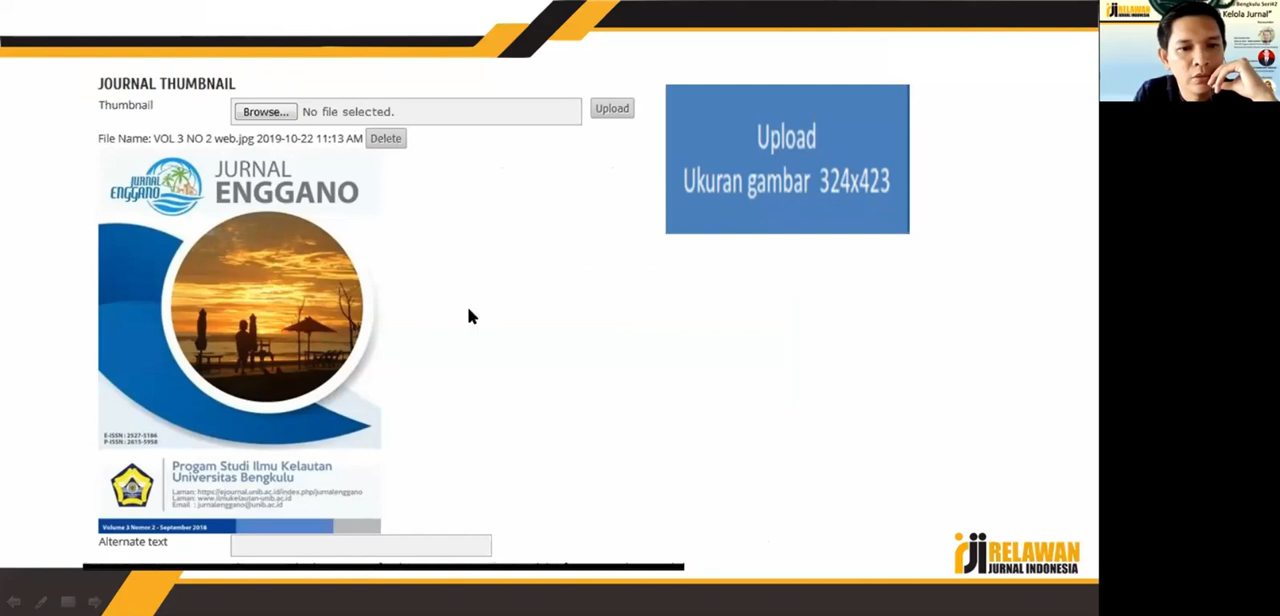 JOURNAL THUMBNAIL
Thumbnail
Browse...
No file selected.
Upload
File Name: VOL 3 NO 2 web.jpg 2019-10-22 11:13 AM
Delete
JURNAL ENGGANO
JURNAL
ENGGANO
E-ISSN : 2527-5186
P-ISSN : 2615-5958
Progam Studi Ilmu Kelautan
Universitas Bengkulu
Laman: https://ejournal.unib.ac.id/index.php/jurnalenggano
Laman: www.ilmukelautan-unib.ac.id
Email : jurnalenggano@unib.ac.id
Volume 3 Nomor 2 - September 2018
Alternate text
Upload
Ukuran gambar 324x423
RELAWAN
JURNAL INDONESIA
RELAWAN
JURNAL INDONESIA
Bengkulu Seri#2
Kelola Jurnal"